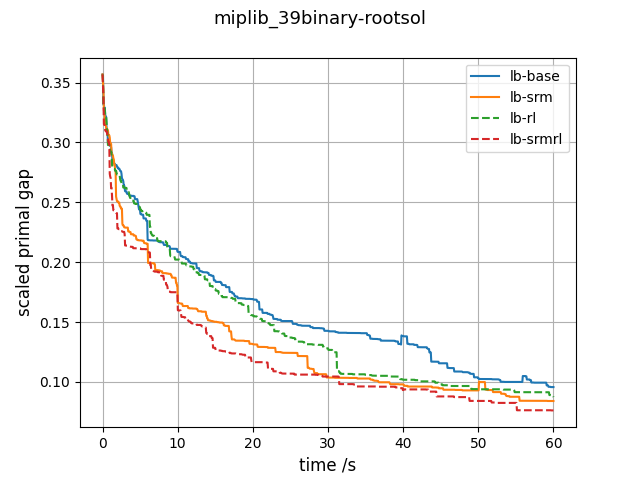 miplib_39binary-rootsol
scaled primal gap
0.35
0.30
0.25
0.20
0.15
0.10
lb-base
lb-srm
lb-rl
lb-srmrl
0 10 20 30 40 50 60
time /s